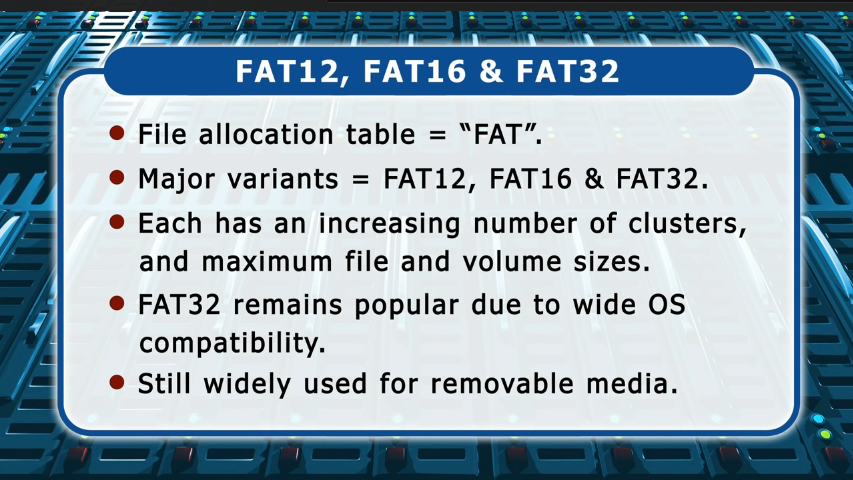 FAT12, FAT16 & FAT32
• File allocation table = “FAT”.
• Major variants = FAT12, FAT16 & FAT32.
• Each has an increasing number of clusters,
and maximum file and volume sizes.
• FAT32 remains popular due to wide OS
compatibility.
• Still widely used for removable media.